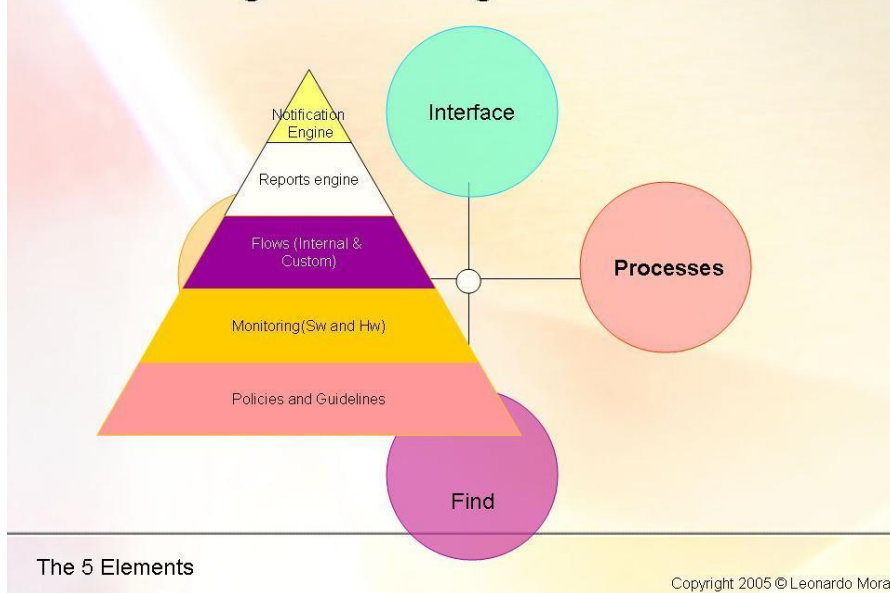 Notification
Engine
Interface
Reports engine
Flows (Internal &
Custom)
Processes
Monitoring(Sw and Hw)
Policies and Guidelines
Find
The 5 Elements
Copyright 2005 © Leonardo Mora